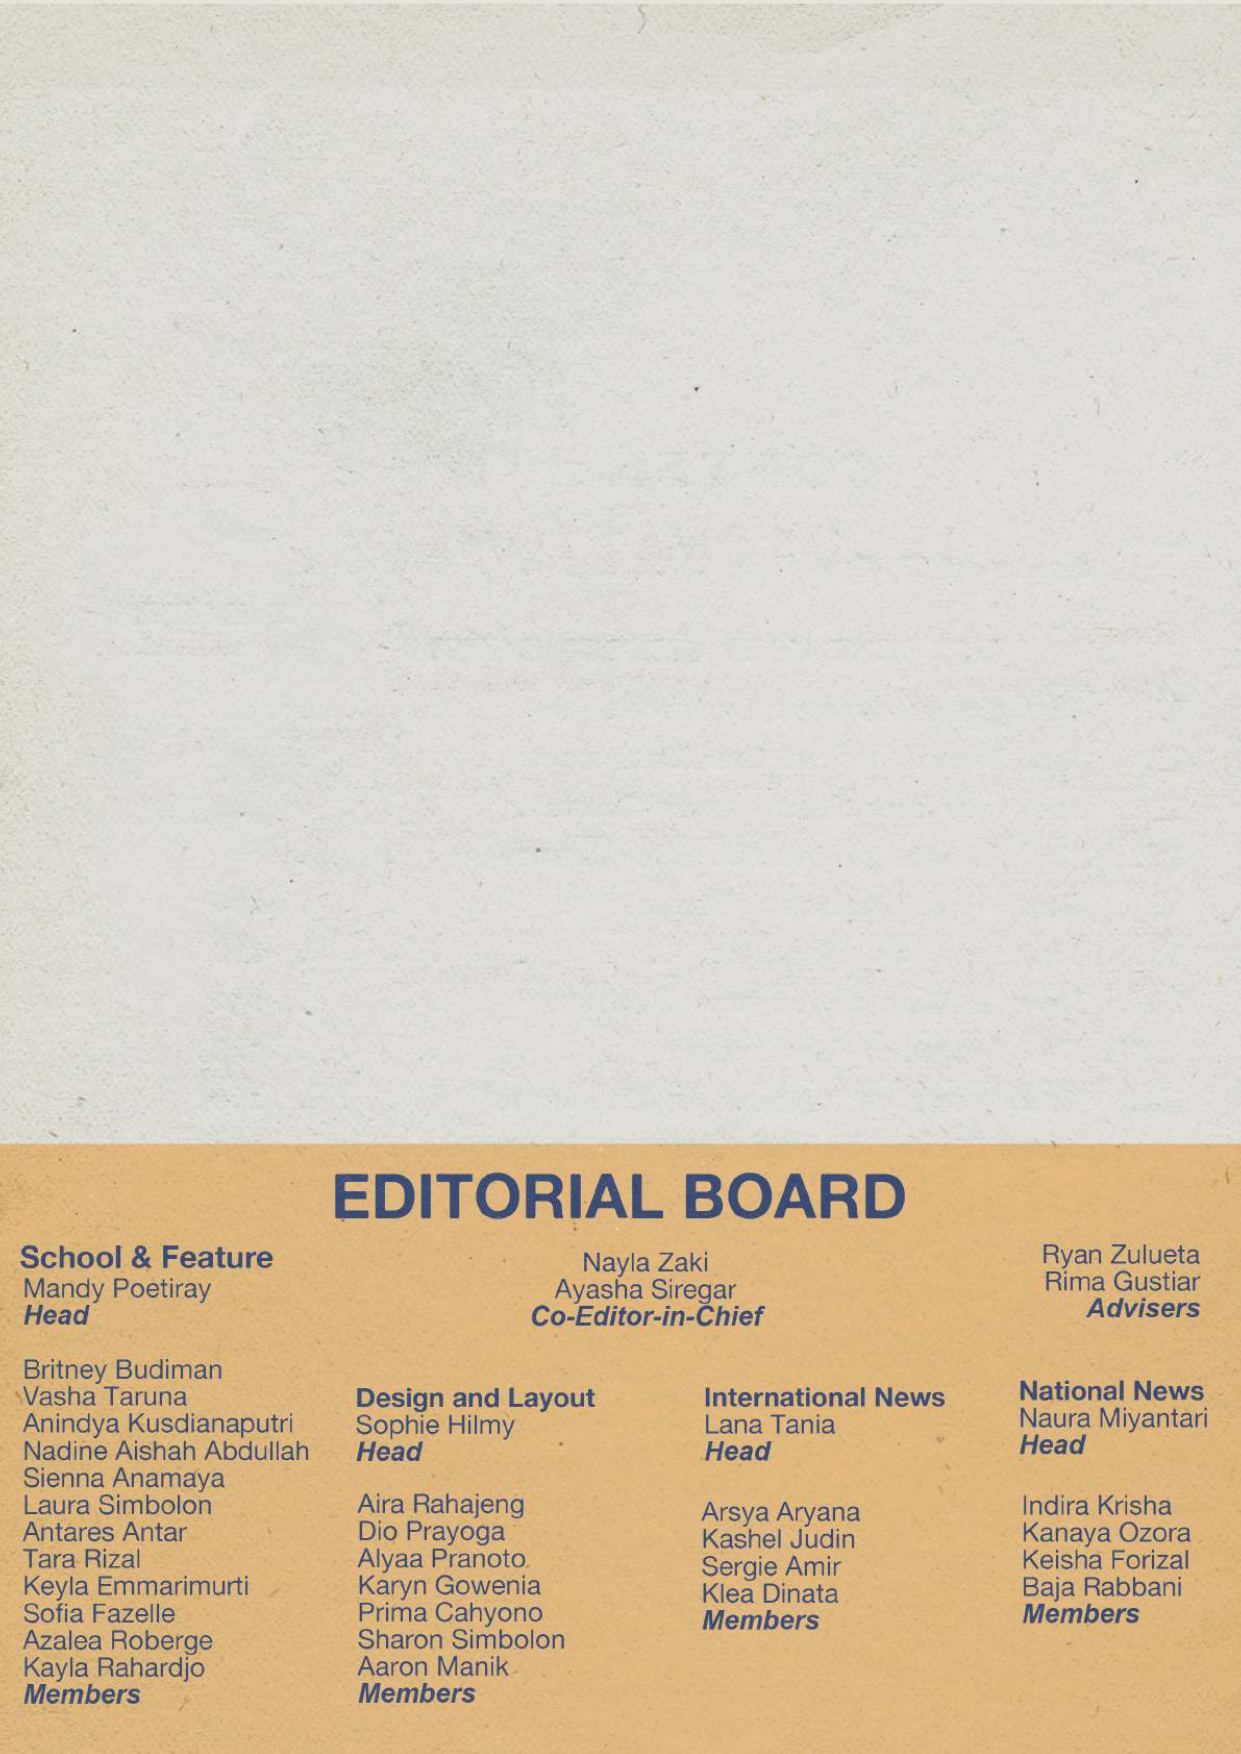 EDITORIAL BOARD
School & Feature
Mandy Poetiray
Head
Britney Budiman
Vasha Taruna
Anindya Kusdianaputri
Nadine Aishah Abdullah
Sienna Anamaya
Laura Simbolon
Antares Antar
Tara Rizal
Keyla Emmarimurti
Sofia Fazelle
Azalea Roberge
Kayla Rahardjo
Members
Nayla Zaki
Ayasha Siregar
Co-Editor-in-Chief
Ryan Zulueta
Rima Gustiar
Advisers
Design and Layout
Sophie Hilmy
Head
Aira Rahajeng
Dio Prayoga
Alyaa Pranoto
Karyn Gowenia
Prima Cahyono
Sharon Simbolon
Aaron Manik
Members
International News
Lana Tania
Head
Arsya Aryana
Kashel Judin
Sergie Amir
Klea Dinata
Members
National News
Naura Miyantari
Head
Indira Krisha
Kanaya Ozora
Keisha Forizal
Baja Rabbani
Members